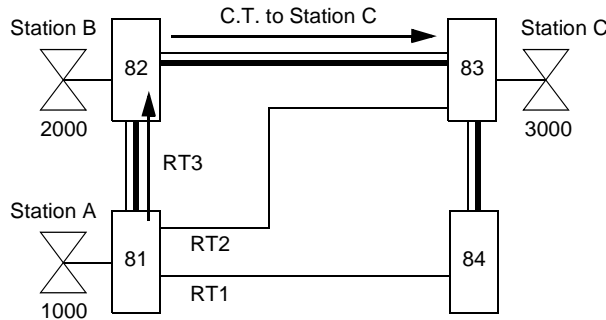 Station B
C.T. to Station C
Station C
82
83
2000
3000
RT3
Station A
81
RT2
84
RT1
1000